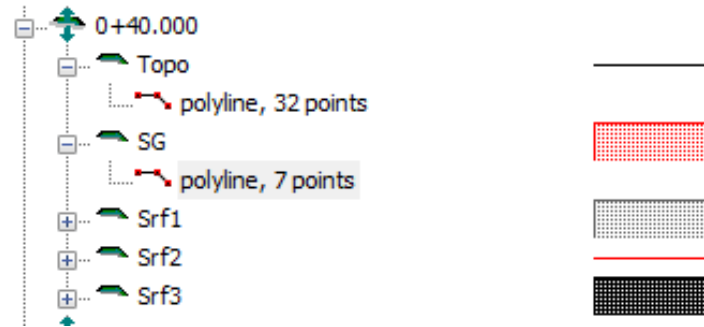 0+40.000
Topo
polyline, 32 points
SG
polyline, 7 points
Srf1
Srf2
Srf3